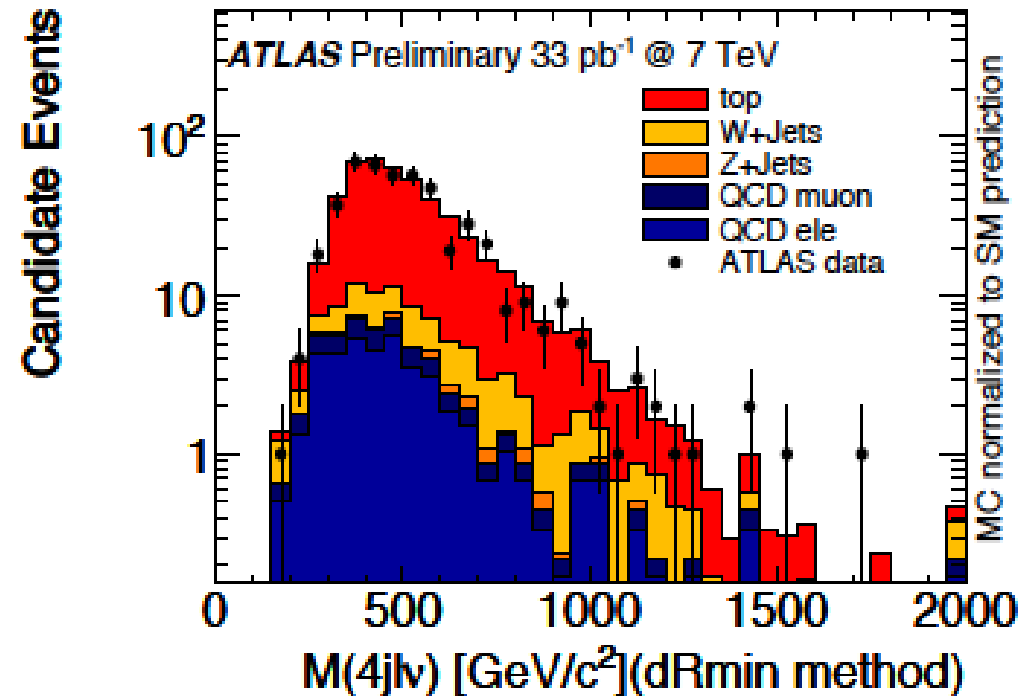 Candidate Events
ATLAS Preliminary 33 pb⁻¹ @ 7 TeV
top
W+Jets
Z+Jets
QCD muon
QCD ele
ATLAS data
10²
10
1
0 500 1000 1500 2000
M(4jlv) [GeV/c²](dRmin method)
MC normalized to SM prediction